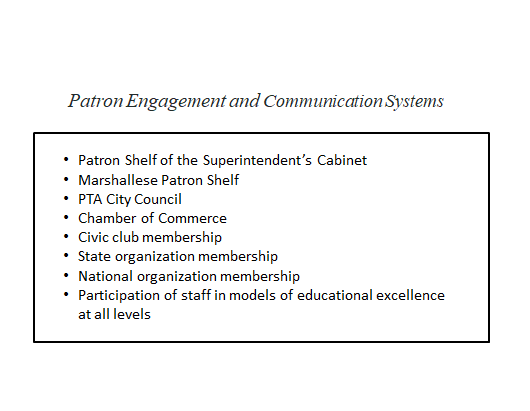 Patron Engagement and Communication Systems
• Patron Shelf of the Superintendent's Cabinet
• Marshallese Patron Shelf
• PTA City Council
• Chamber of Commerce
• Civic club membership
• State organization membership
• National organization membership
• Participation of staff in models of educational excellence
at all levels